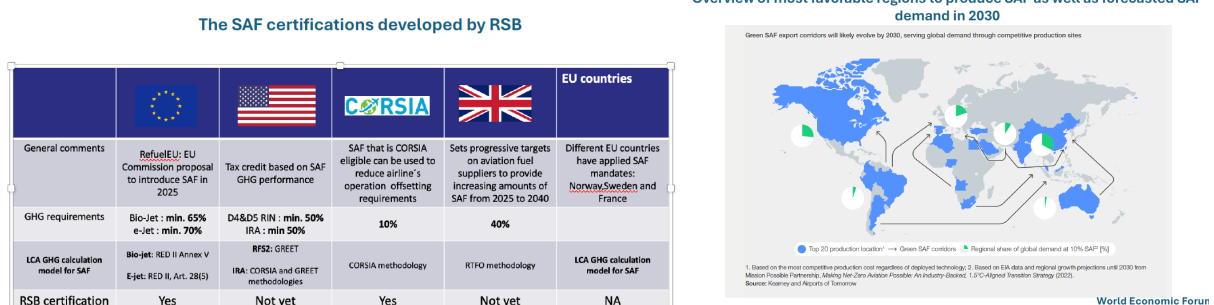 The SAF certifications developed by RSB
EU countries
CORSIA
General comments
RefuelEU: EU
Commission proposal
to introduce SAF in
2025
Tax credit based on SAF
GHG performance
SAF that is CORSIA
eligible can be used to
reduce airline´s
operation offsetting
requirements
Sets progressive targets
on aviation fuel
suppliers to provide
increasing amounts of
SAF from 2025 to 2040
Different EU countries
have applied SAF
mandates:
Norway,Sweden and
France
GHG requirements
Bio-Jet : min. 65%
e-Jet : min. 70%
D4&D5 RIN : min. 50%
IRA : min 50%
10%
40%
LCA GHG calculation
model for SAF
Bio-jet: RED II Annex V
E-jet: RED II, Art. 28(5)
RFS2: GREET
IRA: CORSIA and GREET
methodologies
CORSIA methodology
RTFO methodology
LCA GHG calculation
model for SAF
RSB certification
Yes
Not yet
Yes
Not yet
NA
Overview of most favorable regions to produce SAF as well as forecasted SAF
demand in 2030
Green SAF export corridors will likely evolve by 2030, serving global demand through competitive production sites
Top 20 production location¹
Green SAF corridors
Regional share of global demand at 10% SAF² [%]
1. Based on the most competitive production cost regardless of deployed technology; 2. Based on EIA data and regional growth projections until 2030 from
Mission Possible Partnership, Making Net-Zero Aviation Possible: An Industry-Backed, 1.5°C-Aligned Transition Strategy (2022).
Source: Kearney and Airports of Tomorrow
World Economic Forum